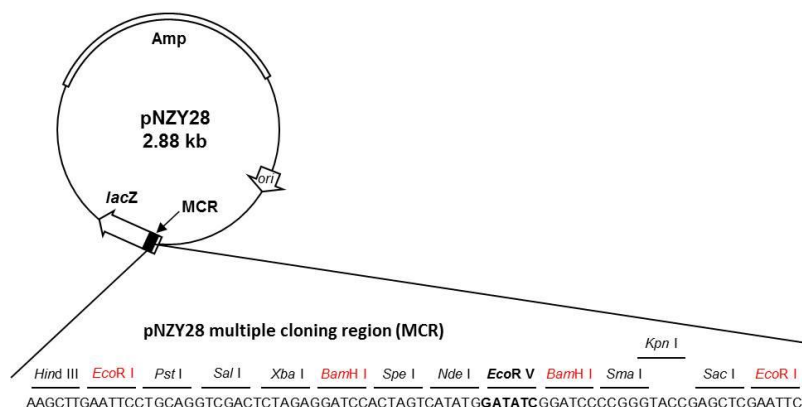 Amp
pNZY28
2.88 kb
ori
lacZ
MCR
pNZY28 multiple cloning region (MCR)
Kpn I
Hind III EcoR I Pst I Sal I Xba I BamH I Spe I Nde I EcoR V BamH I Sma I Sac I EcoR I
AAGCTTGAATTCCTGCAGGTCGACTCTAGAGGATCCACTAGTCATATGGATATCGGATCCCCGGGTACCGAGCTCGAATTC